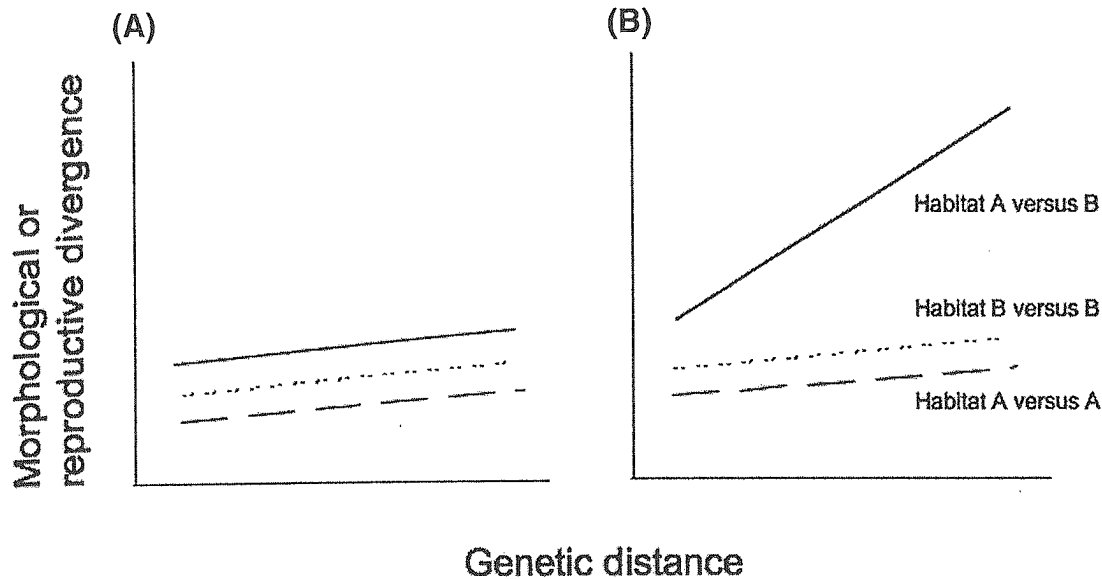 (A)
(B)
Morphological or
reproductive divergence
Habitat A versus B
Habitat B versus B
Habitat A versus A
Genetic distance